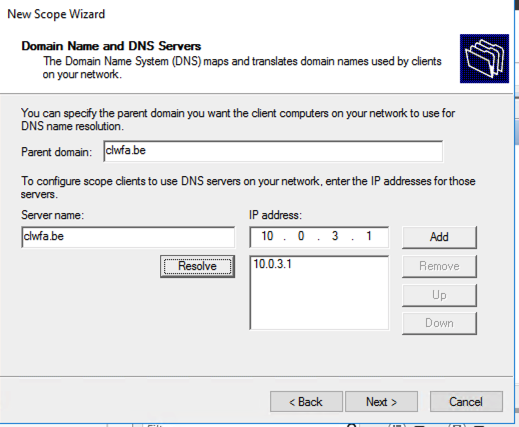 New Scope Wizard
Domain Name and DNS Servers
The Domain Name System (DNS) maps and translates domain names used by clients
on your network.
You can specify the parent domain you want the client computers on your network to use for
DNS name resolution.
Parent domain: clwfa.be
To configure scope clients to use DNS servers on your network, enter the IP addresses for those
servers.
Server name: IP address:
clwfa.be 10 . 0 . 3 . 1 Add
Resolve 10.0.3.1 Remove
Up
Down
< Back Next > Cancel